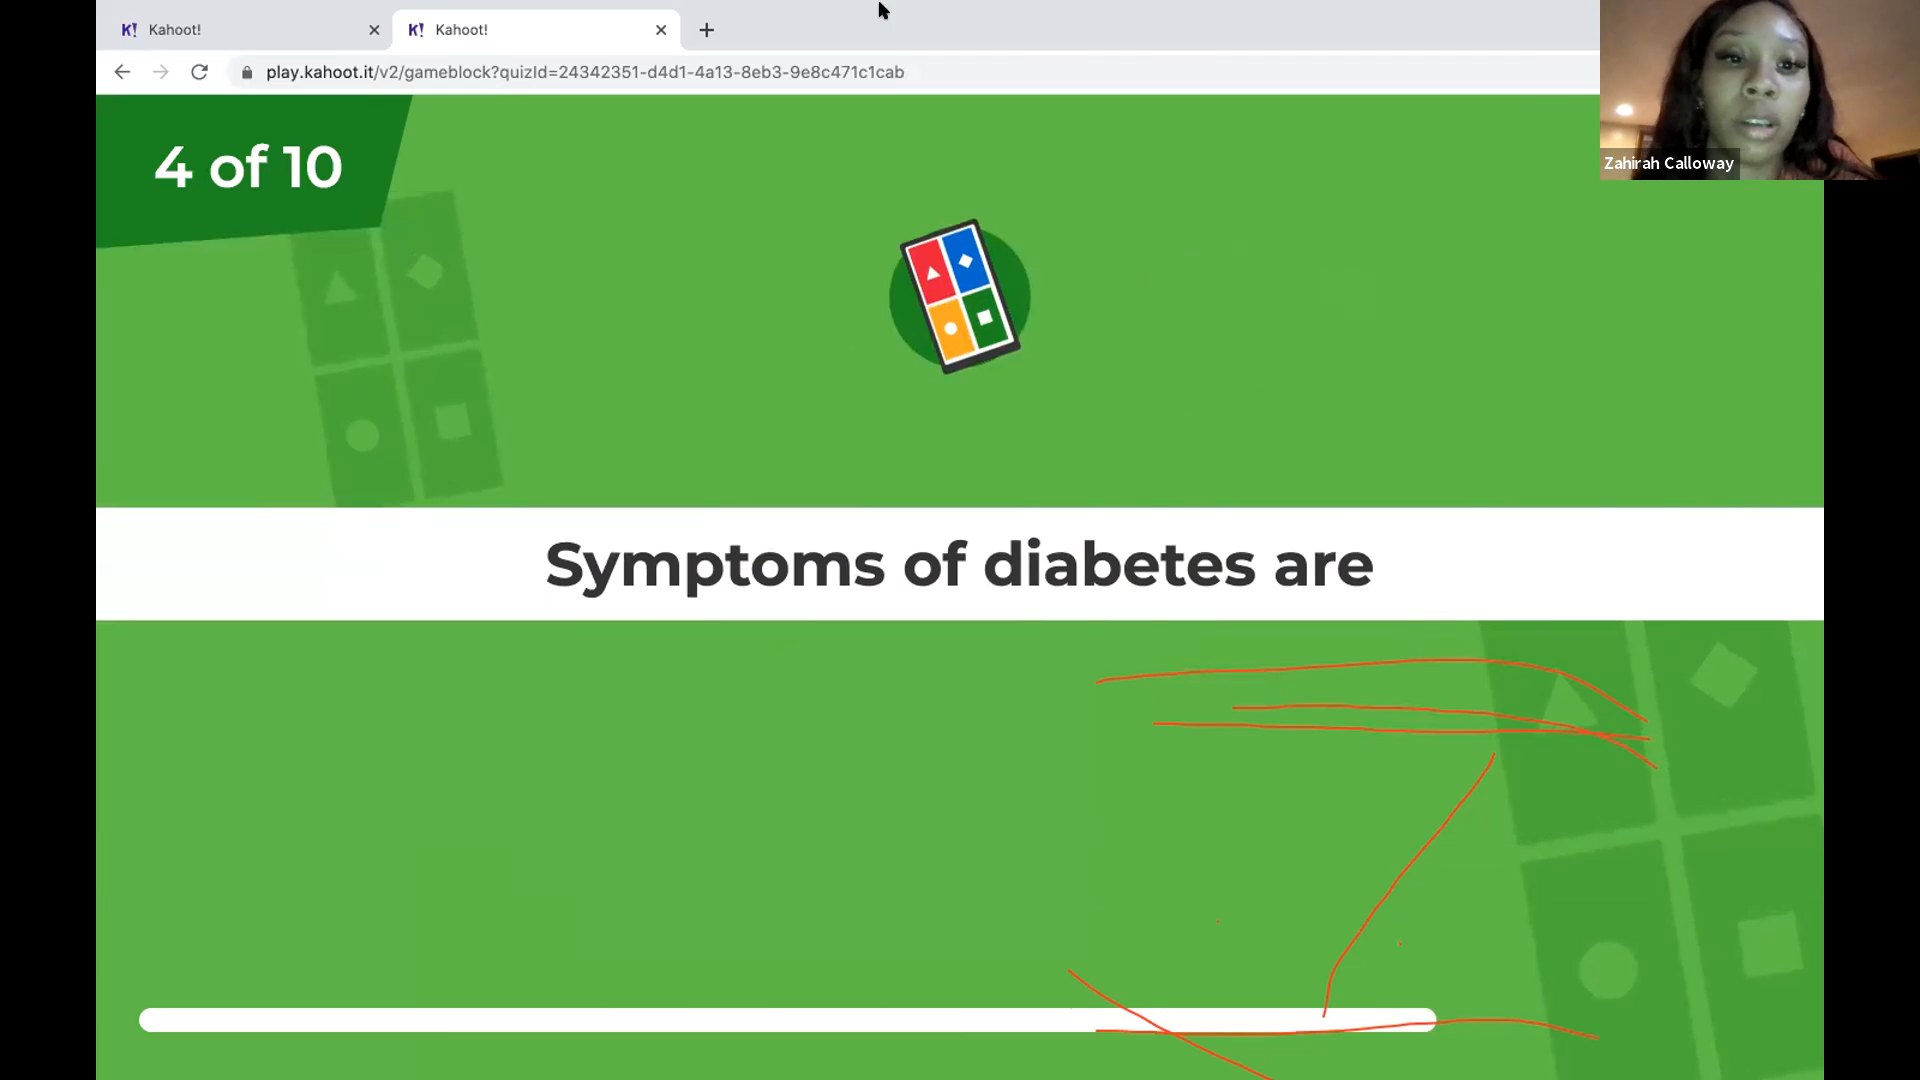 K! Kahoot!
K! Kahoot!
play.kahoot.it/v2/gameblock?quizId=24342351-d4d1-4a13-8eb3-9e8c471c1cab
Zahirah Calloway
4 of 10
Symptoms of diabetes are